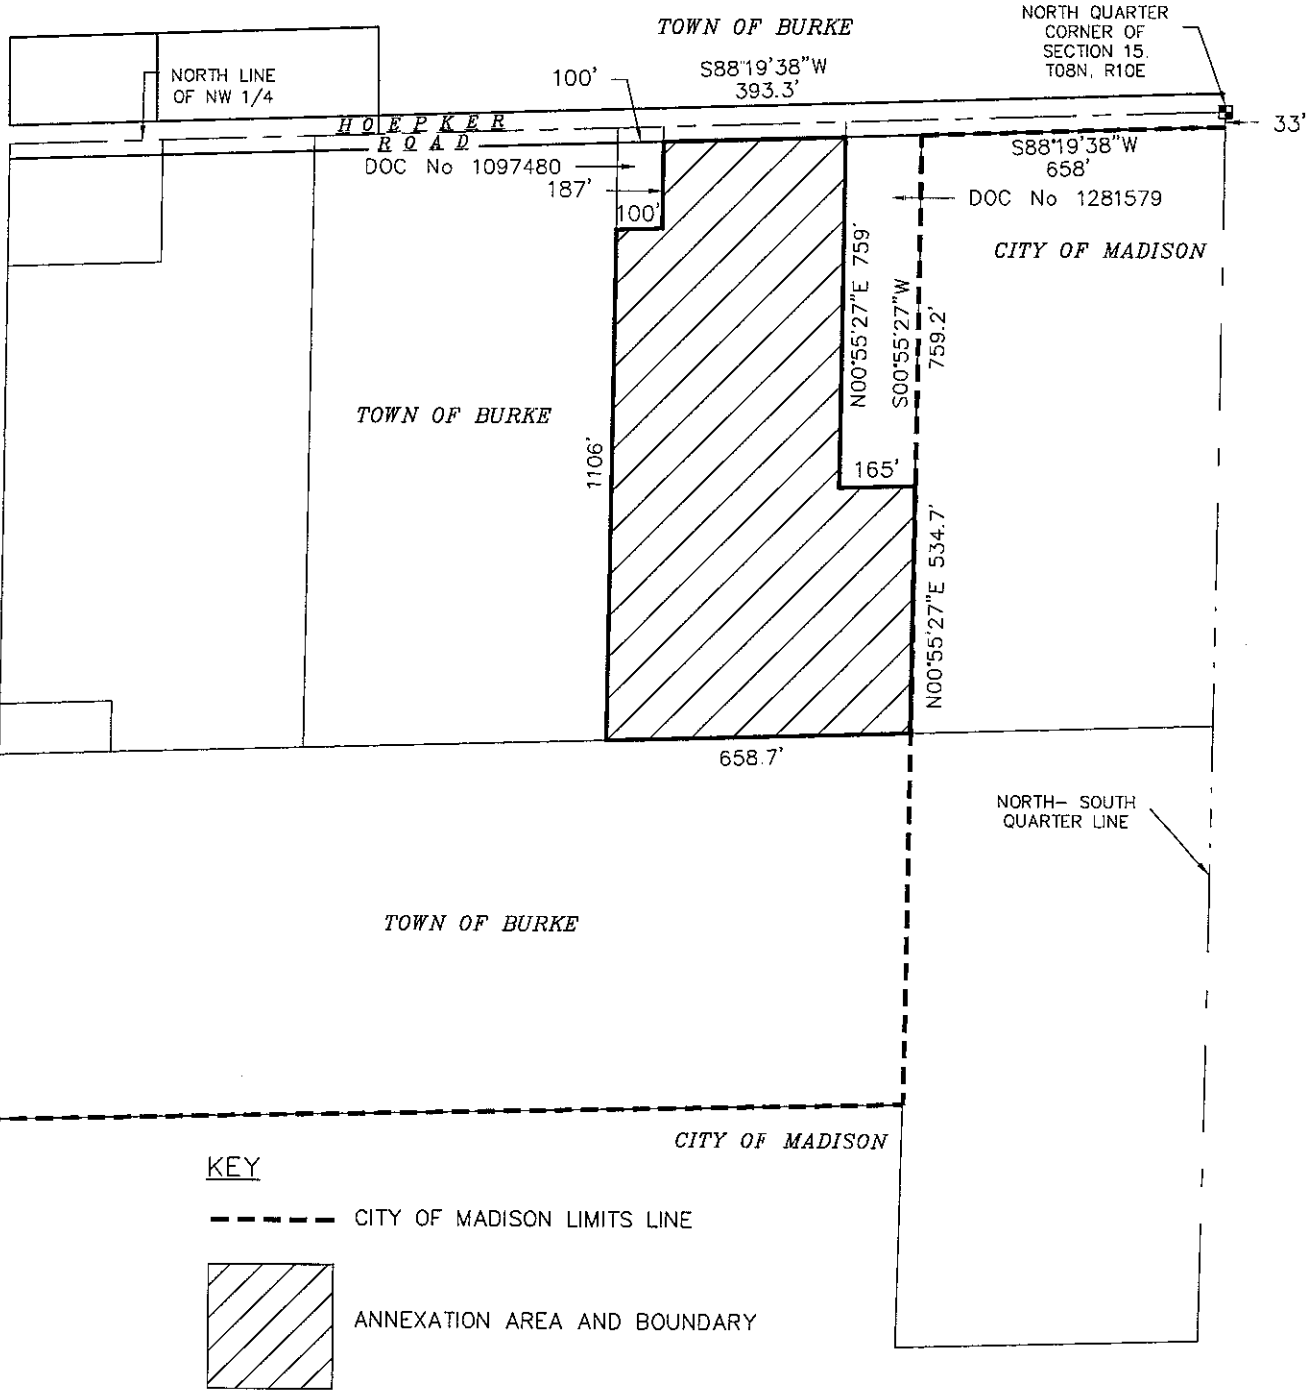 TOWN OF BURKE
NORTH QUARTER
CORNER OF
SECTION 15.
T08N, R10E
NORTH LINE
OF NW 1/4
100'
S88°19'38"W
393.3'
33'
HOEPKER
ROAD
S88°19'38"W
658'
DOC No 1097480
187'
100'
DOC No 1281579
CITY OF MADISON
N00°55'27"E 759'
S00°55'27"W
759.2'
TOWN OF BURKE
1106'
165'
N00°55'27"E 534.7'
658.7'
NORTH- SOUTH
QUARTER LINE
TOWN OF BURKE
CITY OF MADISON
KEY
CITY OF MADISON LIMITS LINE
ANNEXATION AREA AND BOUNDARY